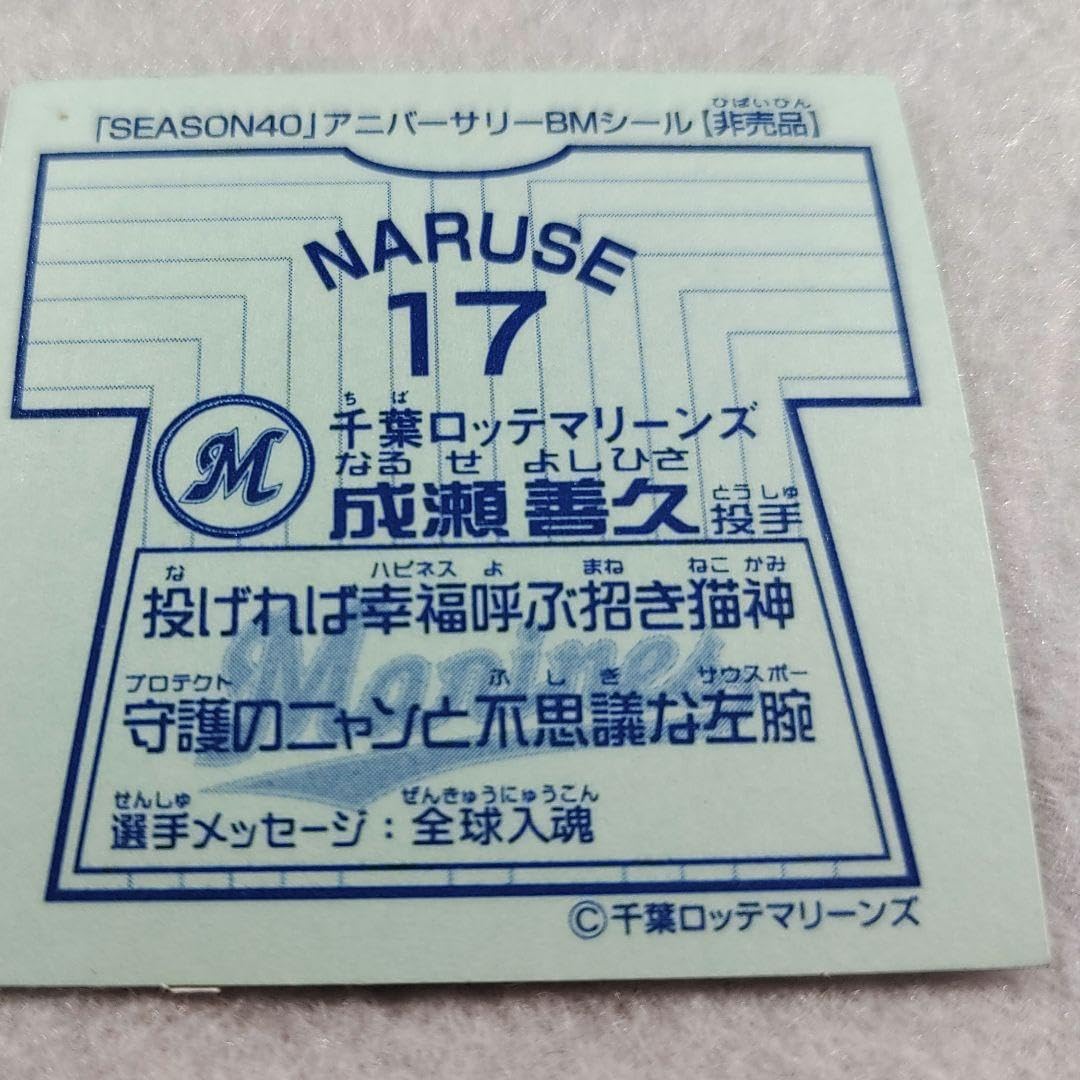 「SEASON40」アニバーサリーBMシール【非売品】
ひばいひん
NARUSE
17
M
ちば
千葉ロッテマリーンズ
なるせ よしひさ
とうしゅ
成瀬善久 投手
な ハピネス よ まね ねこ かみ
投げれば幸福呼ぶ招き猫神
Marines
プロテクト ふしぎ サウスポー
守護のニャンと不思議な左腕
せんしゅ ぜんきゅうにゅうこん
選手メッセージ：全球入魂
©千葉ロッテマリーンズ